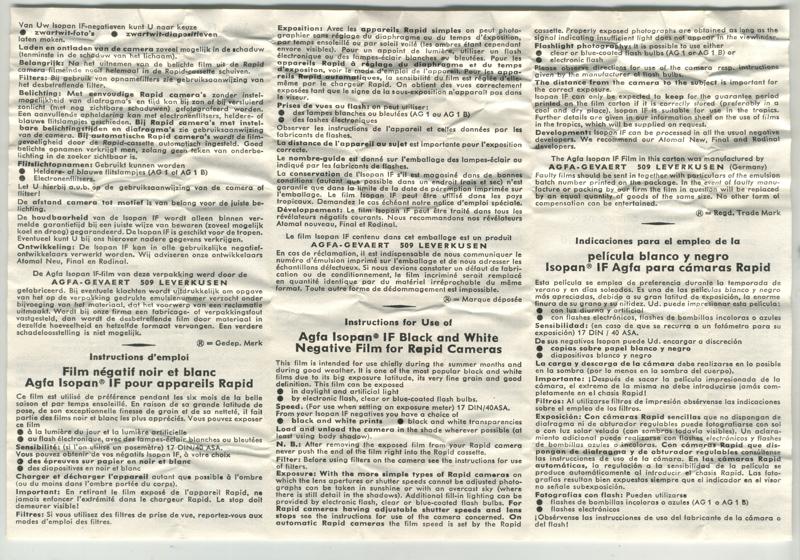 Van Uw Isopan IF-negatieven kunt U naar keuze
● zwartwit-foto's ● zwartwit-diapositieven
laten maken.
Laden en ontladen van de camera zoveel mogelijk in de schaduw
(tenminste in de schaduw van het lichaam).
Belangrijk: Na het uitnemen van de belichte film uit de Rapid
camera filmeinde nooit helemaal in de Rapid-cassette schuiven.
Filters: Bij gebruik van opnamefilters zie gebruiksaanwijzing
van het desbetreffende filter.
Belichting: Met eenvoudige Rapid camera's zonder instel-
mogelijkheid van diafragma's en tijd kan bij zon of bij versluierd
zonlicht (met nog zichtbare schaduwen) gefotografeerd worden.
Een aanvullende opheldering kan met electronenflitsers, helder- of
blauwe flitslampjes geschieden. Bij Rapid camera's met instel-
bare belichtingstijden en diafragma's zie gebruiksaanwijzing
van de camera. Bij automatische Rapid camera's wordt de film-
gevoeligheid door de Rapid-cassette automatisch ingesteld. Goed
belichte opnamen verkrijgt men, zolang geen teken van onderbe-
lichting in de zoeker zichtbaar is.
Flitslichtopnamen: Gebruikt kunnen worden
● Heldere- of blauwe flitslampjes (AG 1 of AG 1 B)
● Electronenflitsers.
Let U hierbij a.u.b. op de gebruiksaanwijzing van de camera of
flitser!
De afstand camera tot motief is van belang voor de juiste be-
lichting.
De houdbaarheid van de Isopan IF wordt alleen binnen ver-
melde garantietijd bij een juiste wijze van bewaren (zoveel mogelijk
koel en droog) gegarandeerd. De Isopan IF is geschikt voor de tropen.
Eventueel kunt U bij ons hierover nadere gegevens verkrijgen.
Ontwikkeling: De Isopan IF kan in alle gebruikelijke negatief-
ontwikkelaars verwerkt worden. Wij adviseren onze ontwikkelaars
Atomal Neu, Final en Rodinal.
De Agfa Isopan IF-film van deze verpakking werd door de
AGFA-GEVAERT 509 LEVERKUSEN
gefabriceerd. Bij eventuele klachten wordt uitdrukkelijk om opgave
van het op de verpakking gedrukte emulsienummer verzocht onder
bijvoeging van het materiaal, dat het voorwerp van een reclamatie
uitmaakt. Wordt bij onze firma een fabricage- of verpakkingsfout
vastgesteld, dan wordt de desbetreffende film door materiaal in
dezelfde hoeveelheid en hetzelfde formaat vervangen. Een verdere
schadeloosstelling is niet mogelijk.
® = Gedep. Merk
Instructions d'emploi
Film négatif noir et blanc
Agfa Isopan® IF pour appareils Rapid
Ce film est utilisé de préférence pendant les six mois de la belle
saison et par temps ensoleillé. En raison de sa grande latitude de
pose, de son exceptionnelle finesse de grain et de sa netteté, il fait
partie des films noir et blanc les plus appréciés. Vous pouvez exposer
ce film
● à la lumière du jour et la lumière artificielle
● au flash électronique, avec des lampes-éclair blanches ou bleutées
Sensibilité: (si l'on utilise un posemètre) 17 DIN/40 ASA.
Vous pouvez obtenir de vos négatifs Isopan IF, à votre choix
● des épreuves sur papier en noir et blanc
● des diapositives en noir et blanc
Charger et décharger l'appareil autant que possible à l'ombre
ou du moins dans l'ombre portée du corps).
Important: En retirant le film exposé de l'appareil Rapid, ne
jamais enfoncer l'extrémité dans le chargeur Rapid. Le stop doit
demeurer visible!
Filtres: Si vous utilisez des filtres de prise de vue, reportez-vous aux
modes d'emploi des filtres.
Exposition: Avec les appareils Rapid simples on peut photo-
graphier sans réglage du diaphragme ou du temps d'exposition,
par temps ensoleillé ou par soleil voilé (les ombres étant cependant
encore visibles). Pour un appoint de lumière, utiliser un flash
électronique ou des lampes-éclair blanches ou bleutées. Pour les
appareils Rapid à réglage du diaphragme et du temps
d'exposition, voir le mode d'emploi de l'appareil. Pour les appa-
reils Rapid automatiques, la sensibilité du film est réglée d'elle-
même par le chargeur Rapid. On obtient des vues correctement
exposées tant que le signe de la sous-exposition n'apparaît pas dans
le viseur.
Prises de vues au flash: on peut utiliser:
● des lampes blanches ou bleutées (AG 1 ou AG 1 B)
● des flashes électroniques
Observer les instructions de l'appareil et celles données par les
fabricants de flashes.
La distance de l'appareil au sujet est importante pour l'exposition
correcte.
Le nombre-guide est donné sur l'emballage des lampes-éclair ou
indiqué par les fabricants de flashes.
La conservation de l'Isopan IF s'il est magasiné dans de bonnes
conditions (autant que possible dans un endroit frais et sec) n'est
garantie que dans la limite de la date de péremption imprimée sur
l'emballage. Le film Isopan IF peut être utilisé dans les pays
tropicaux. Demandez le cas échéant notre notice d'emploi spéciale.
Développement: Le film Isopan IF peut être traité dans tous les
révélateurs négatifs courants. Nous recommandons nos révélateurs
Atomal nouveau, Final et Rodinal.
Le film Isopan IF contenu dans cet emballage est un produit
AGFA-GEVAERT 509 LEVERKUSEN
En cas de réclamation, il est indispensable de nous communiquer le
numéro d'émulsion imprimé sur l'emballage et de nous adresser les
échantillons défectueux. Si nous devions constater un défaut de fabri-
cation ou de conditionnement, le film incriminé serait remplacé
en quantité identique par du matériel irréprochable du même
format. Toute autre forme de dédommagement est impossible.
® = Marque déposée
Instructions for Use of
Agfa Isopan® IF Black and White
Negative Film for Rapid Cameras
This film is intended for use chiefly during the summer months and
during good weather. It is one of the most popular black and white
films due to its big exposure latitude, its very fine grain and good
definition. This film can be exposed
● in daylight and artificial light
● by electronic flash, clear or blue-coated flash bulbs.
Speed. (For use when setting an exposure meter) 17 DIN/40ASA.
From your Isopan IF negatives you have a choice of
● black and white prints ● black and white transparencies
Load and unload the camera in the shade wherever possible (at
least using body shadow).
N. B.: After removing the exposed film from your Rapid camera
never push the end of film right into the Rapid cassette.
Filter: Before using filters on the camera see the instructions for use
of filters.
Exposure: With the more simple types of Rapid cameras on
which the lens apertures or shutter speeds cannot be adjusted photo-
graphs can be taken in sunshine or with an overcast sky (where
there is still detail in the shadows). Additional fill-in lighting can be
provided by electronic flash, clear or blue-coated flash bulbs. For
Rapid cameras having adjustable shutter speeds and lens
stops see the instructions for use of the camera concerned. On
automatic Rapid cameras the film speed is set by the Rapid
cassette. Properly exposed photographs are obtained as long as the
signal indicating insufficient light does not appear in the viewfinder.
Flashlight photography: It is possible to use either
● clear or blue-coated flash bulbs (AG 1 or AG 1 B) or
● electronic flash
Please observe directions for use of the camera resp. instructions
given by the manufacturer of flash bulbs.
The distance from the camera to the subject is important for
the correct exposure.
Isopan IF can only be expected to keep for the guarantee period
printed on the film carton if it is correctly stored (preferably in a
cool and dry place). Isopan IF is suitable for use in the tropics.
Further details are given in our information sheet on the use of films
in the tropics, which will be supplied on request.
Development: Isopan IF can be processed in all the usual negative
developers. We recommend our Atomal New, Final and Rodinal
developers.
The Agfa Isopan IF Film in this carton was manufactured by
AGFA-GEVAERT 509 LEVERKUSEN (Germany)
Faulty films should be sent in together with particulars of the emulsion
batch number printed on the package. In the event of faulty manu-
facture or packing by our firm the film in question will be replaced
by an equal quantity of goods of the same size. No other form of
compensation can be entertained.
® = Regd. Trade Mark
Indicaciones para el empleo de la
película blanco y negro
Isopan® IF Agfa para cámaras Rapid
Esta película se emplea de preferencia durante la temporada de
verano y en días soleados. Es una de las películas blanco y negro
más apreciadas, debido a su gran latitud de exposición, la enorme
finura de su grano y su nitidez. Ud. puede impresionar esta película:
● con luz diurna y artificial
● con flashes electrónicos, flashes de bombillas incoloras o azules
Sensibilidad: (en caso de que se recurra a un fotómetro para su
exposición) 17 DIN / 40 ASA.
De sus negativos Isopan puede Ud. encargar a discreción
● copias sobre papel blanco y negro
● diapositivas blanco y negro
La carga y descarga de la cámara debe realizarse en lo posible
en la sombra (por lo menos en la sombra del cuerpo).
Importante: ¡Después de sacar la película impresionada de la
cámara, el extremo de la misma no debe introducirse jamás com-
pletamente en el chasis Rapid!
Filtros: Al utilizarse filtros de impresión obsérvense las indicaciones
sobre el empleo de los filtros.
Exposición: Con cámaras Rapid sencillas que no dispongan de
diafragma ni de obturador regulables puede fotografiarse con sol
o con luz solar velada (con sombras todavía visibles). Un aclara-
miento adicional puede realizarse con flashes electrónicos y flashes
de bombillas azules o incoloras. Con cámaras Rapid que dis-
pongan de diafragma y de obturador regulables consúltense
las instrucciones de uso de la cámara. En las cámaras Rapid
automáticas, la regulación a la sensibilidad de la película se
produce automáticamente al introducir el chasis Rapid. Las foto-
grafías resultan bien expuestas siempre que el indicador en el visor
no señale subexposición.
Fotografías con flash: Pueden utilizarse
● flashes de bombillas incoloras o azules (AG 1 o AG 1 B)
● flashes electrónicos
¡Obsérvense las instrucciones de uso del fabricante de la cámara o
del flash!